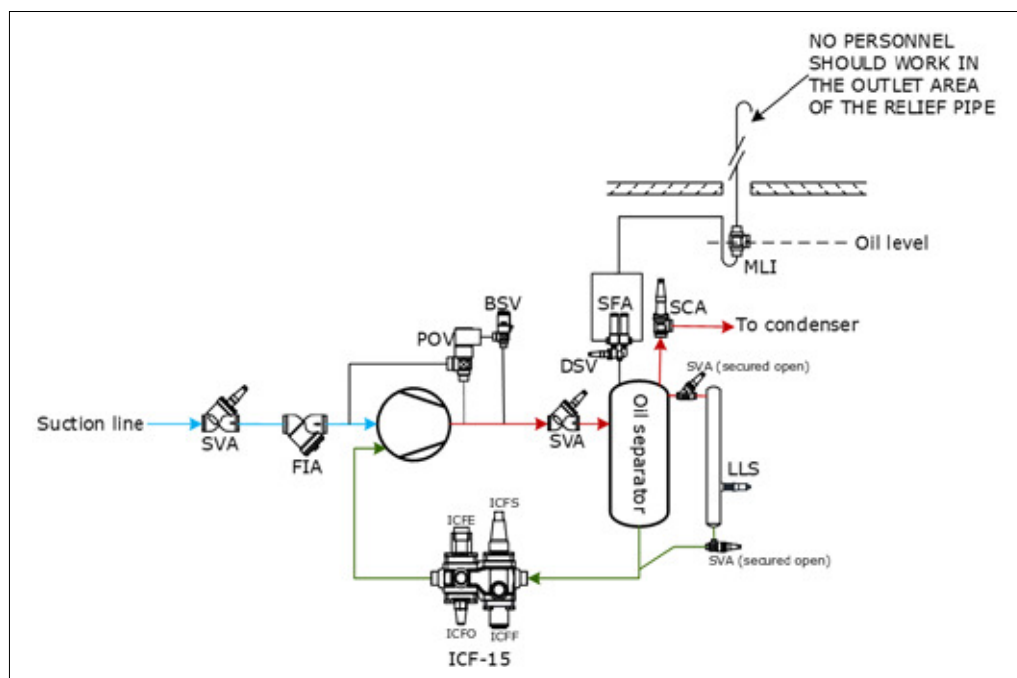 NO PERSONNEL
SHOULD WORK IN
THE OUTLET AREA
OF THE RELIEF PIPE
Oil level
MLI
BSV
SFA
SCA
POV
To condenser
DSV
SVA (secured open)
Suction line
SVA
FIA
SVA
Oil separator
LLS
ICFE
ICFS
SVA (secured open)
ICFO
ICFF
ICF-15